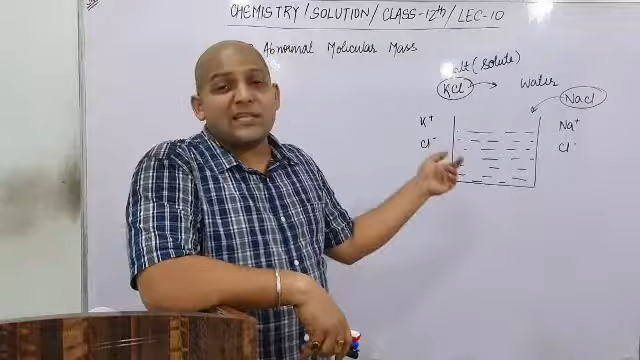 CHEMISTRY / SOLUTION / CLASS-12th / LEC-10
Abnormal Molecular Mass
(Solute)
KCl Water
NaCl
K+ Na+
Cl- Cl-